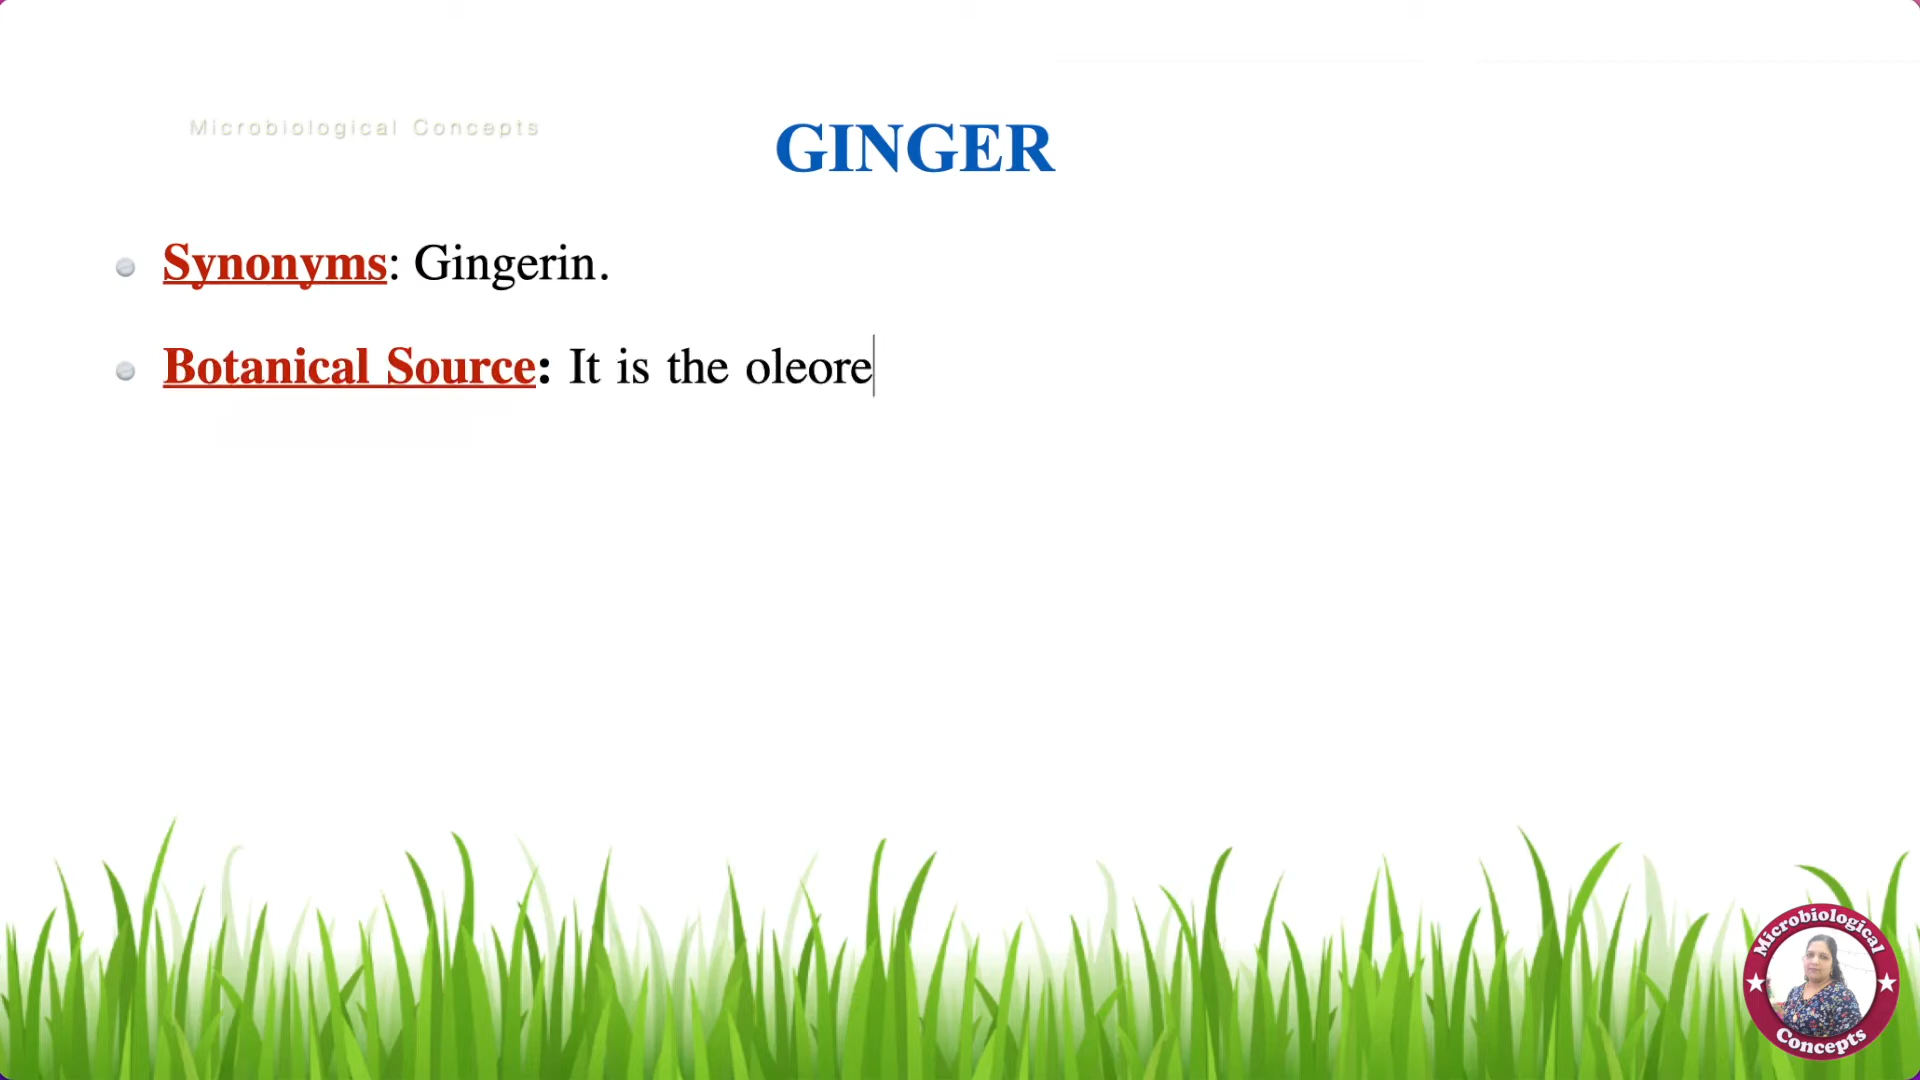 Microbiological Concepts
GINGER
Synonyms: Gingerin.
Botanical Source: It is the oleore
Microbiological
Concepts